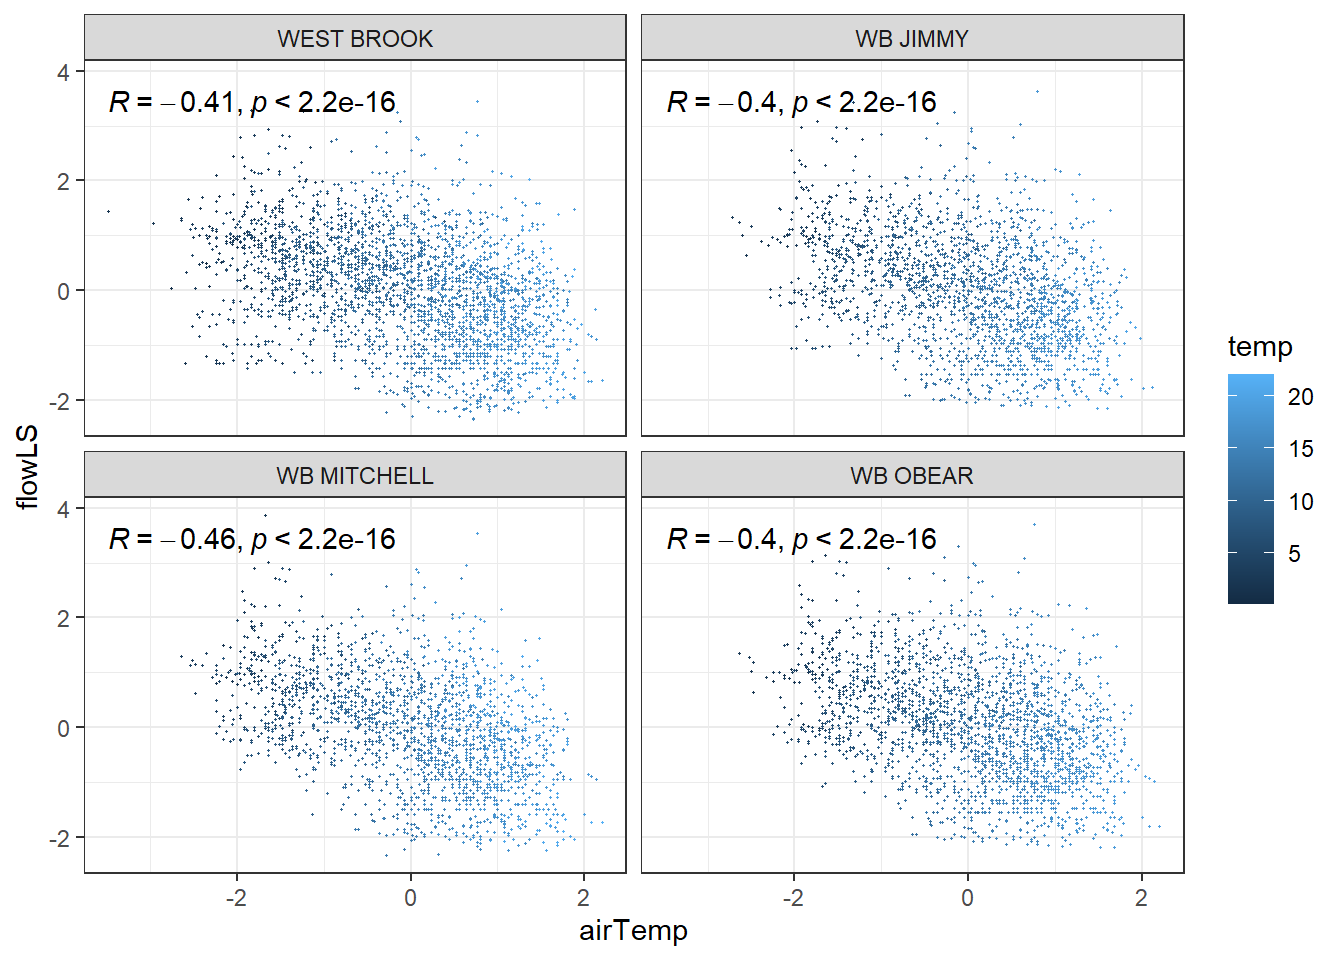 WEST BROOK
WB JIMMY
4
R = −0.41, p < 2.2e-16
R = −0.4, p < 2.2e-16
2
0
-2
WB MITCHELL
WB OBEAR
4
R = −0.46, p < 2.2e-16
R = −0.4, p < 2.2e-16
2
0
-2
-2 0 2
-2 0 2
airTemp
flowLS
temp
20
15
10
5